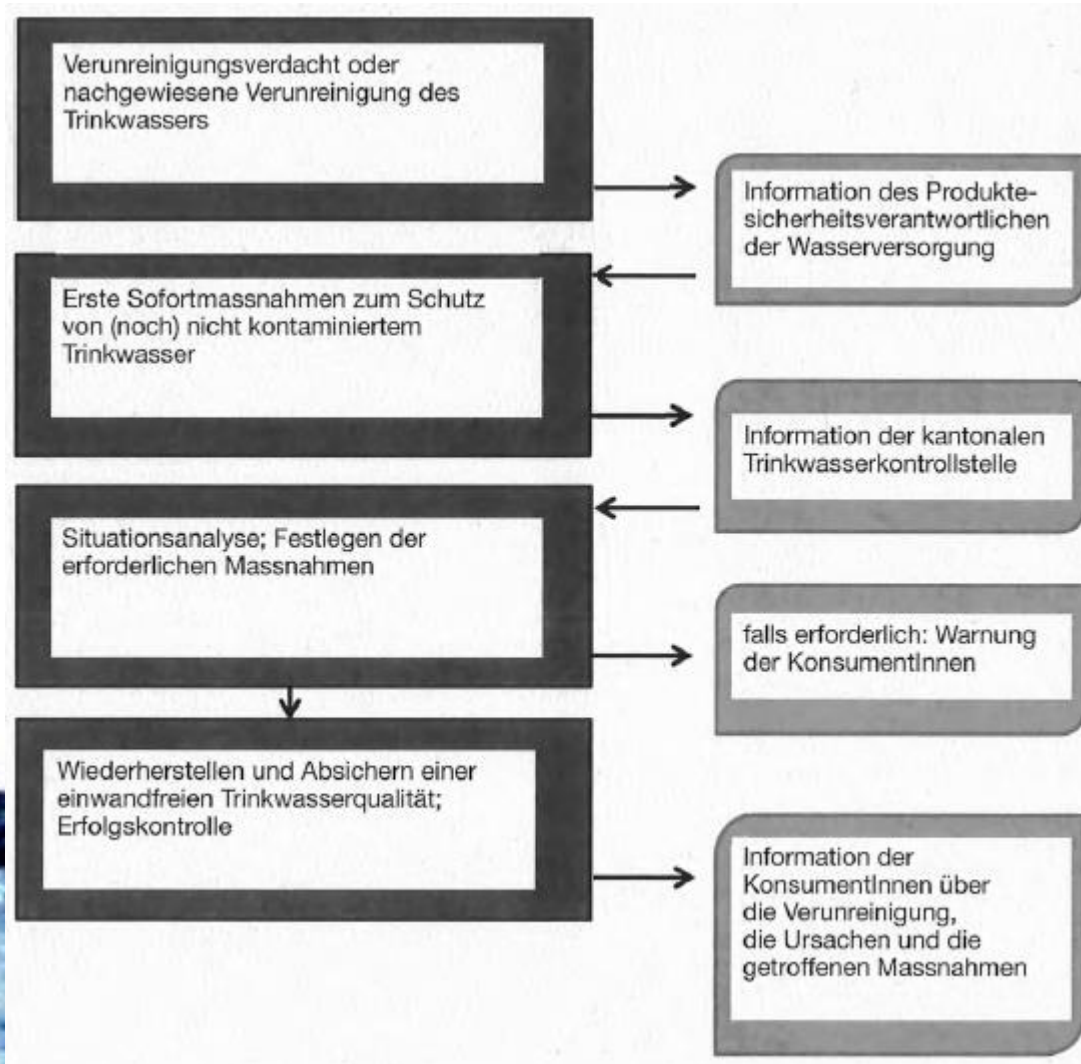 Verunreinigungsverdacht oder
nachgewiesene Verunreinigung des
Trinkwassers
Information des Produkte-
sicherheitsverantwortlichen
der Wasserversorgung
Erste Sofortmassnahmen zum Schutz
von (noch) nicht kontaminiertem
Trinkwasser
Information der kantonalen
Trinkwasserkontrollstelle
Situationsanalyse; Festlegen der
erforderlichen Massnahmen
falls erforderlich: Warnung
der KonsumentInnen
Wiederherstellen und Absichern einer
einwandfreien Trinkwasserqualität;
Erfolgskontrolle
Information der
KonsumentInnen über
die Verunreinigung,
die Ursachen und die
getroffenen Massnahmen